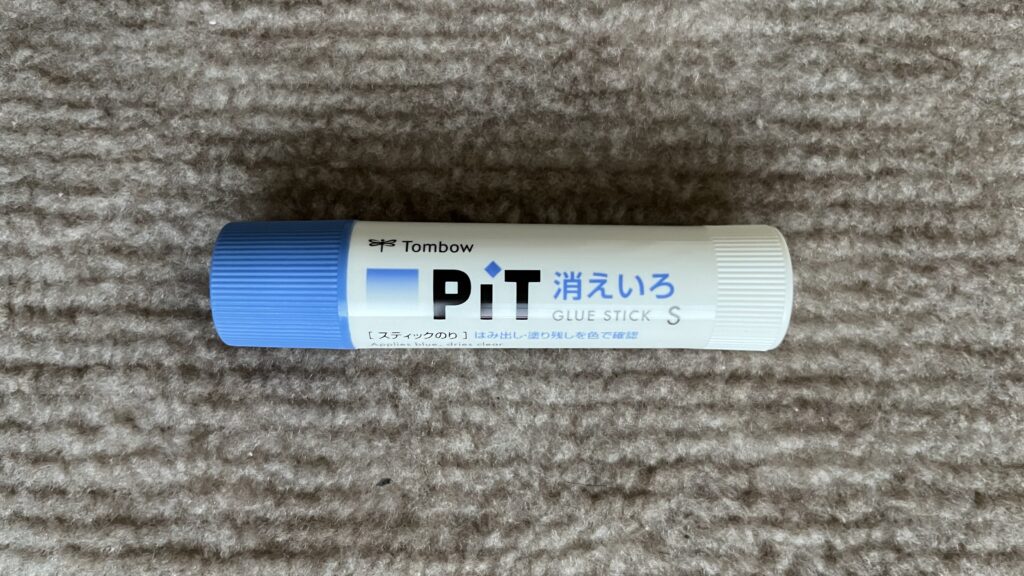 Tombow
PiT 消えいろ
GLUE STICK S
[ スティックのり ] はみ出し・塗り残しを色で確認
Applies blue, dries clear